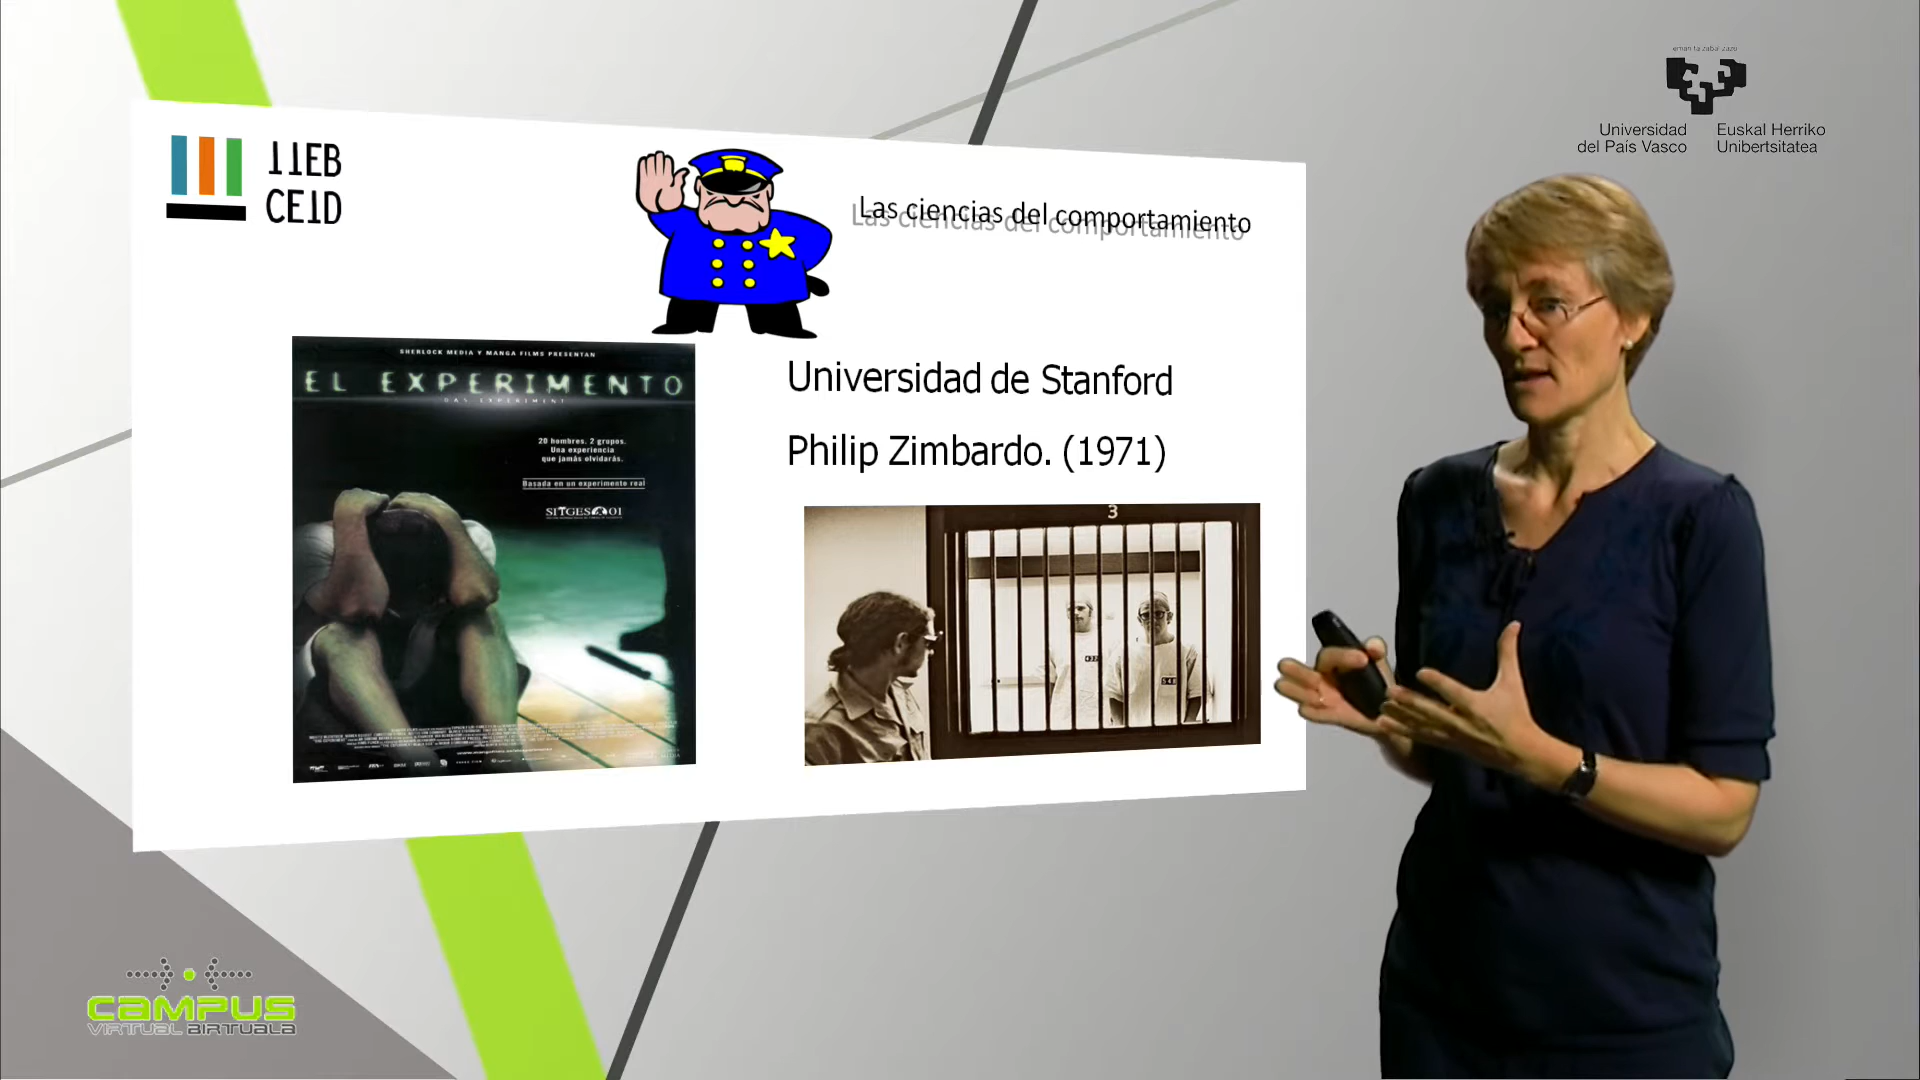 eman ta zabal zazu
Universidad
del País Vasco
Euskal Herriko
Unibertsitatea
11EB
CE1D
Las ciencias del comportamiento
SHERLOCK MEDIA Y MANGA FILMS PRESENTAN
EL EXPERIMENTO
DAS EXPERIMENT
20 hombres. 2 grupos.
Una experiencia
que jamás olvidarás.
Basada en un experimento real
SITGES 01
Universidad de Stanford
Philip Zimbardo. (1971)
3
CAMPUS
VIRTUAL BIRTUALA